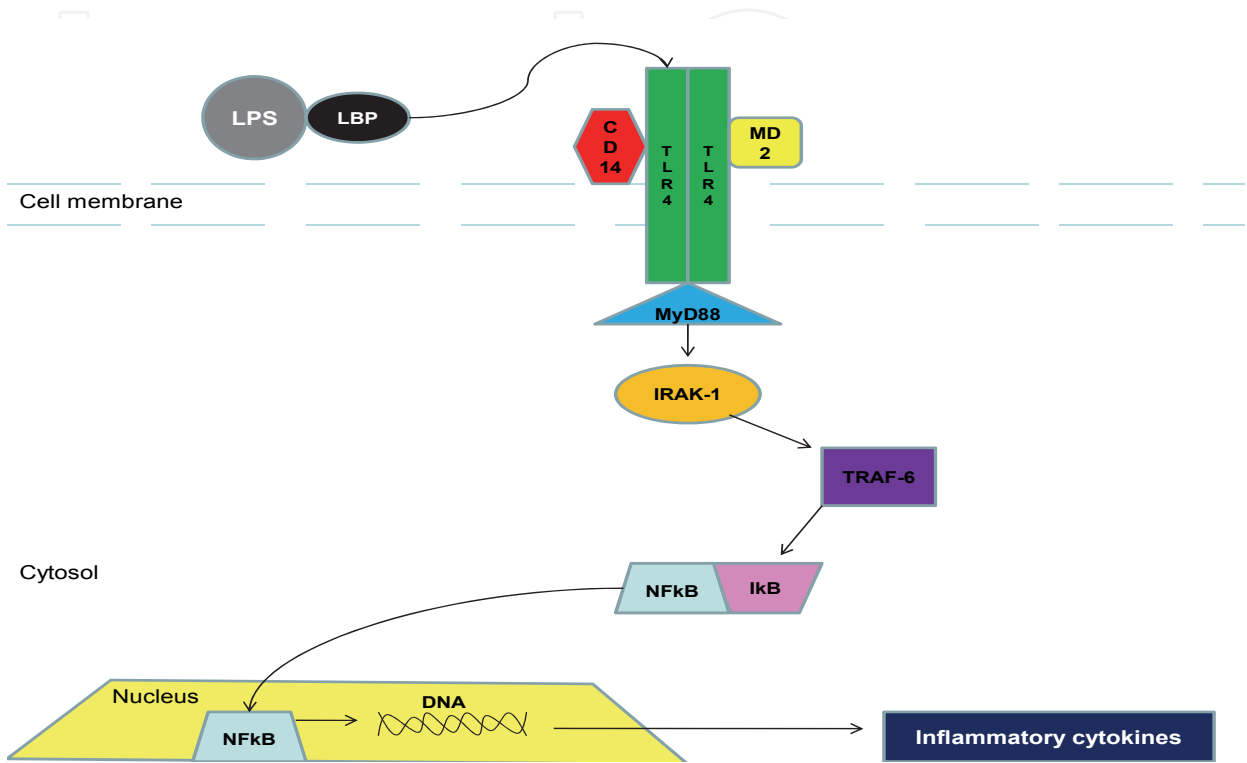 LPS
LBP
C
D
14
T
L
R
4
T
L
R
4
MD
2
Cell membrane
MyD88
IRAK-1
TRAF-6
Cytosol
NFkB
IkB
Nucleus
DNA
NFkB
Inflammatory cytokines